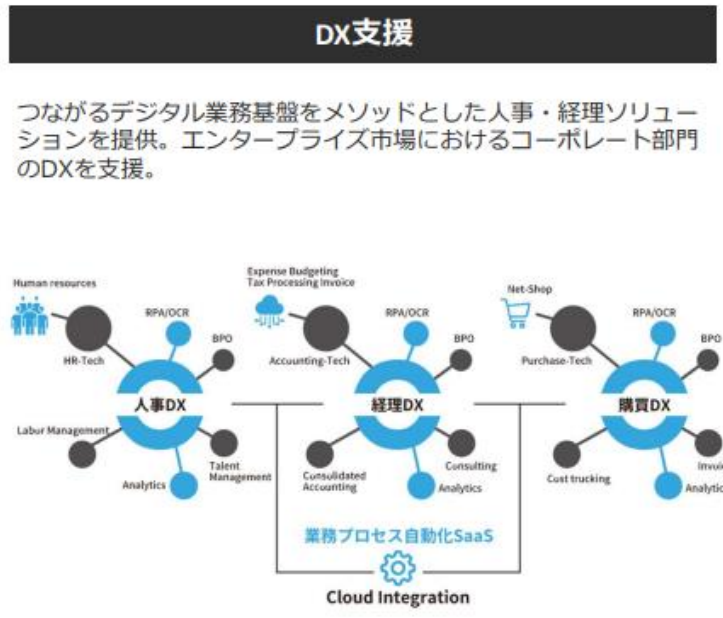 DX支援
つながるデジタル業務基盤をメソッドとした人事・経理ソリュー
ションを提供。エンタープライズ市場におけるコーポレート部門
のDXを支援。
Human resources
RPA/OCR
BPO
HR-Tech
人事DX
Labur Management
Talent
Management
Analytics
Expense Budgeting
Tax Processing Invoice
RPA/OCR
BPO
Accuunting-Tech
経理DX
Consulidated
Accuunting
Cunsulting
Analytics
Net-Shop
RPA/OCR
BPO
Purchase-Tech
購買DX
Cust trucking
Invoi
Analytic
業務プロセス自動化SaaS
Cloud Integration